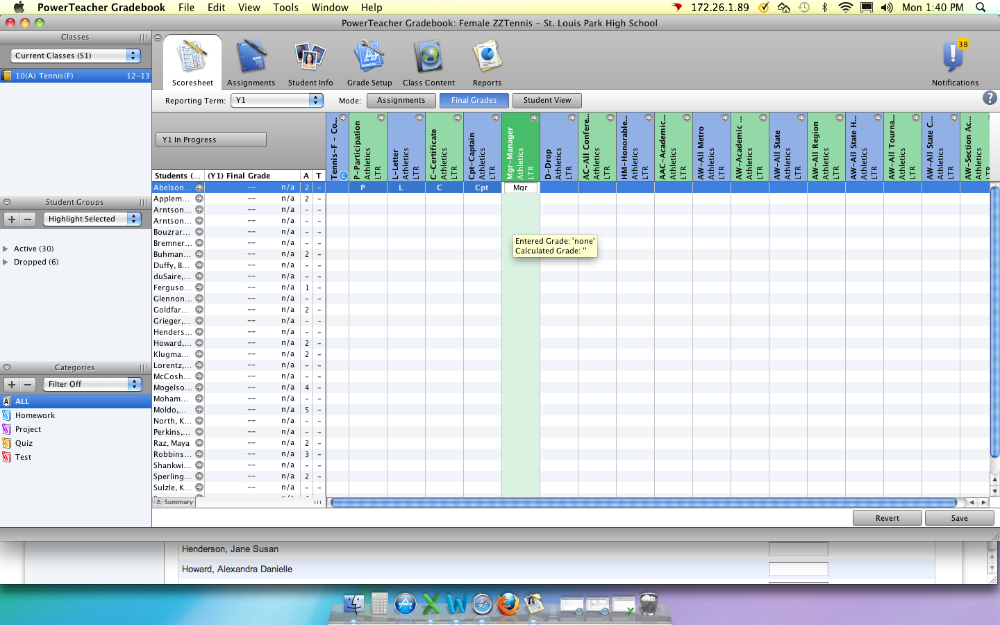 PowerTeacher Gradebook File Edit View Tools Window Help 172.26.1.89 Mon 1:40 PM
PowerTeacher Gradebook: Female ZZTennis - St. Louis Park High School
Classes
Current Classes (S1)
10(A) Tennis(F) 12-13
Scoresheet Assignments Student Info Grade Setup Class Content Reports
38
Notifications
Reporting Term: Y1 Mode: Assignments Final Grades Student View
?
Y1 In Progress
Tennis-F - Co...
P-Participation Athletics LTR
L-Letter Athletics LTR
C-Certificate Athletics LTR
Cpt-Captain Athletics LTR
Mgr-Manager Athletics LTR
D-Drop Athletics LTR
AC-All Confere... Athletics LTR
HM-Honorable... Athletics LTR
AAC-Academic... Athletics LTR
AW-All Metro Athletics LTR
AW-Academic ... Athletics LTR
AW-All State Athletics LTR
AW-All Region Athletics LTR
AW-All State H... Athletics LTR
AW-All Tourna... Athletics LTR
AW-All State C... Athletics LTR
AW-Section Ac... Athletics LTR
Students (... (Y1) Final Grade A T
Abelson... -- n/a 2 - P L C Cpt Mgr
Applem... -- n/a 2 -
Arntson... -- n/a - -
Arntson... -- n/a - -
Bouzrar... -- n/a - -
Bremner... -- n/a - -
Buhman... -- n/a 2 -
Duffy, B... -- n/a - -
duSaire,... -- n/a - -
Ferguso... -- n/a 1 -
Glennon... -- n/a - -
Goldfar... -- n/a 2 -
Grieger,... -- n/a - -
Henders... -- n/a - -
Howard,... -- n/a 2 -
Klugma... -- n/a 2 -
Lorentz,... -- n/a - -
McCosh... -- n/a - -
Mogelso... -- n/a 4 -
Moham... -- n/a - -
Moldo,... -- n/a 5 -
North, K... -- n/a - -
Perkins,... -- n/a - -
Raz, Maya -- n/a 2 -
Robbins... -- n/a 3 -
Shankwi... -- n/a - -
Sperling... -- n/a 2 -
Sulzle, K... -- n/a - -
Entered Grade: 'none'
Calculated Grade: ''
Student Groups
Highlight Selected
Active (30)
Dropped (6)
Categories
Filter Off
ALL
Homework
Project
Quiz
Test
Summary
Revert Save
Henderson, Jane Susan
Howard, Alexandra Danielle